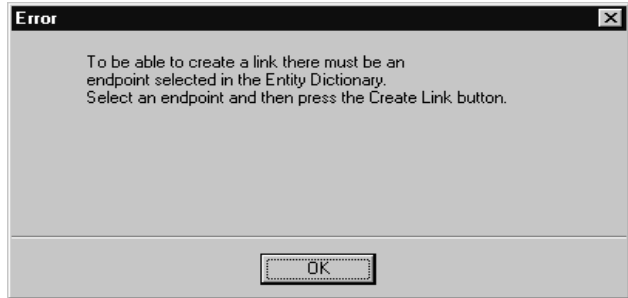 Error
To be able to create a link there must be an
endpoint selected in the Entity Dictionary.
Select an endpoint and then press the Create Link button.
OK